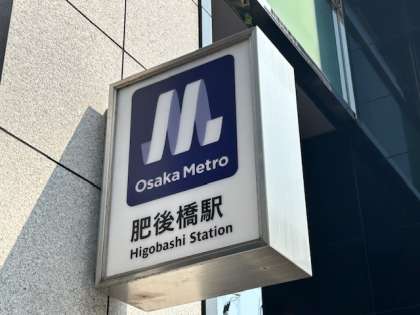 Osaka Metro
肥後橋駅
Higobashi Station